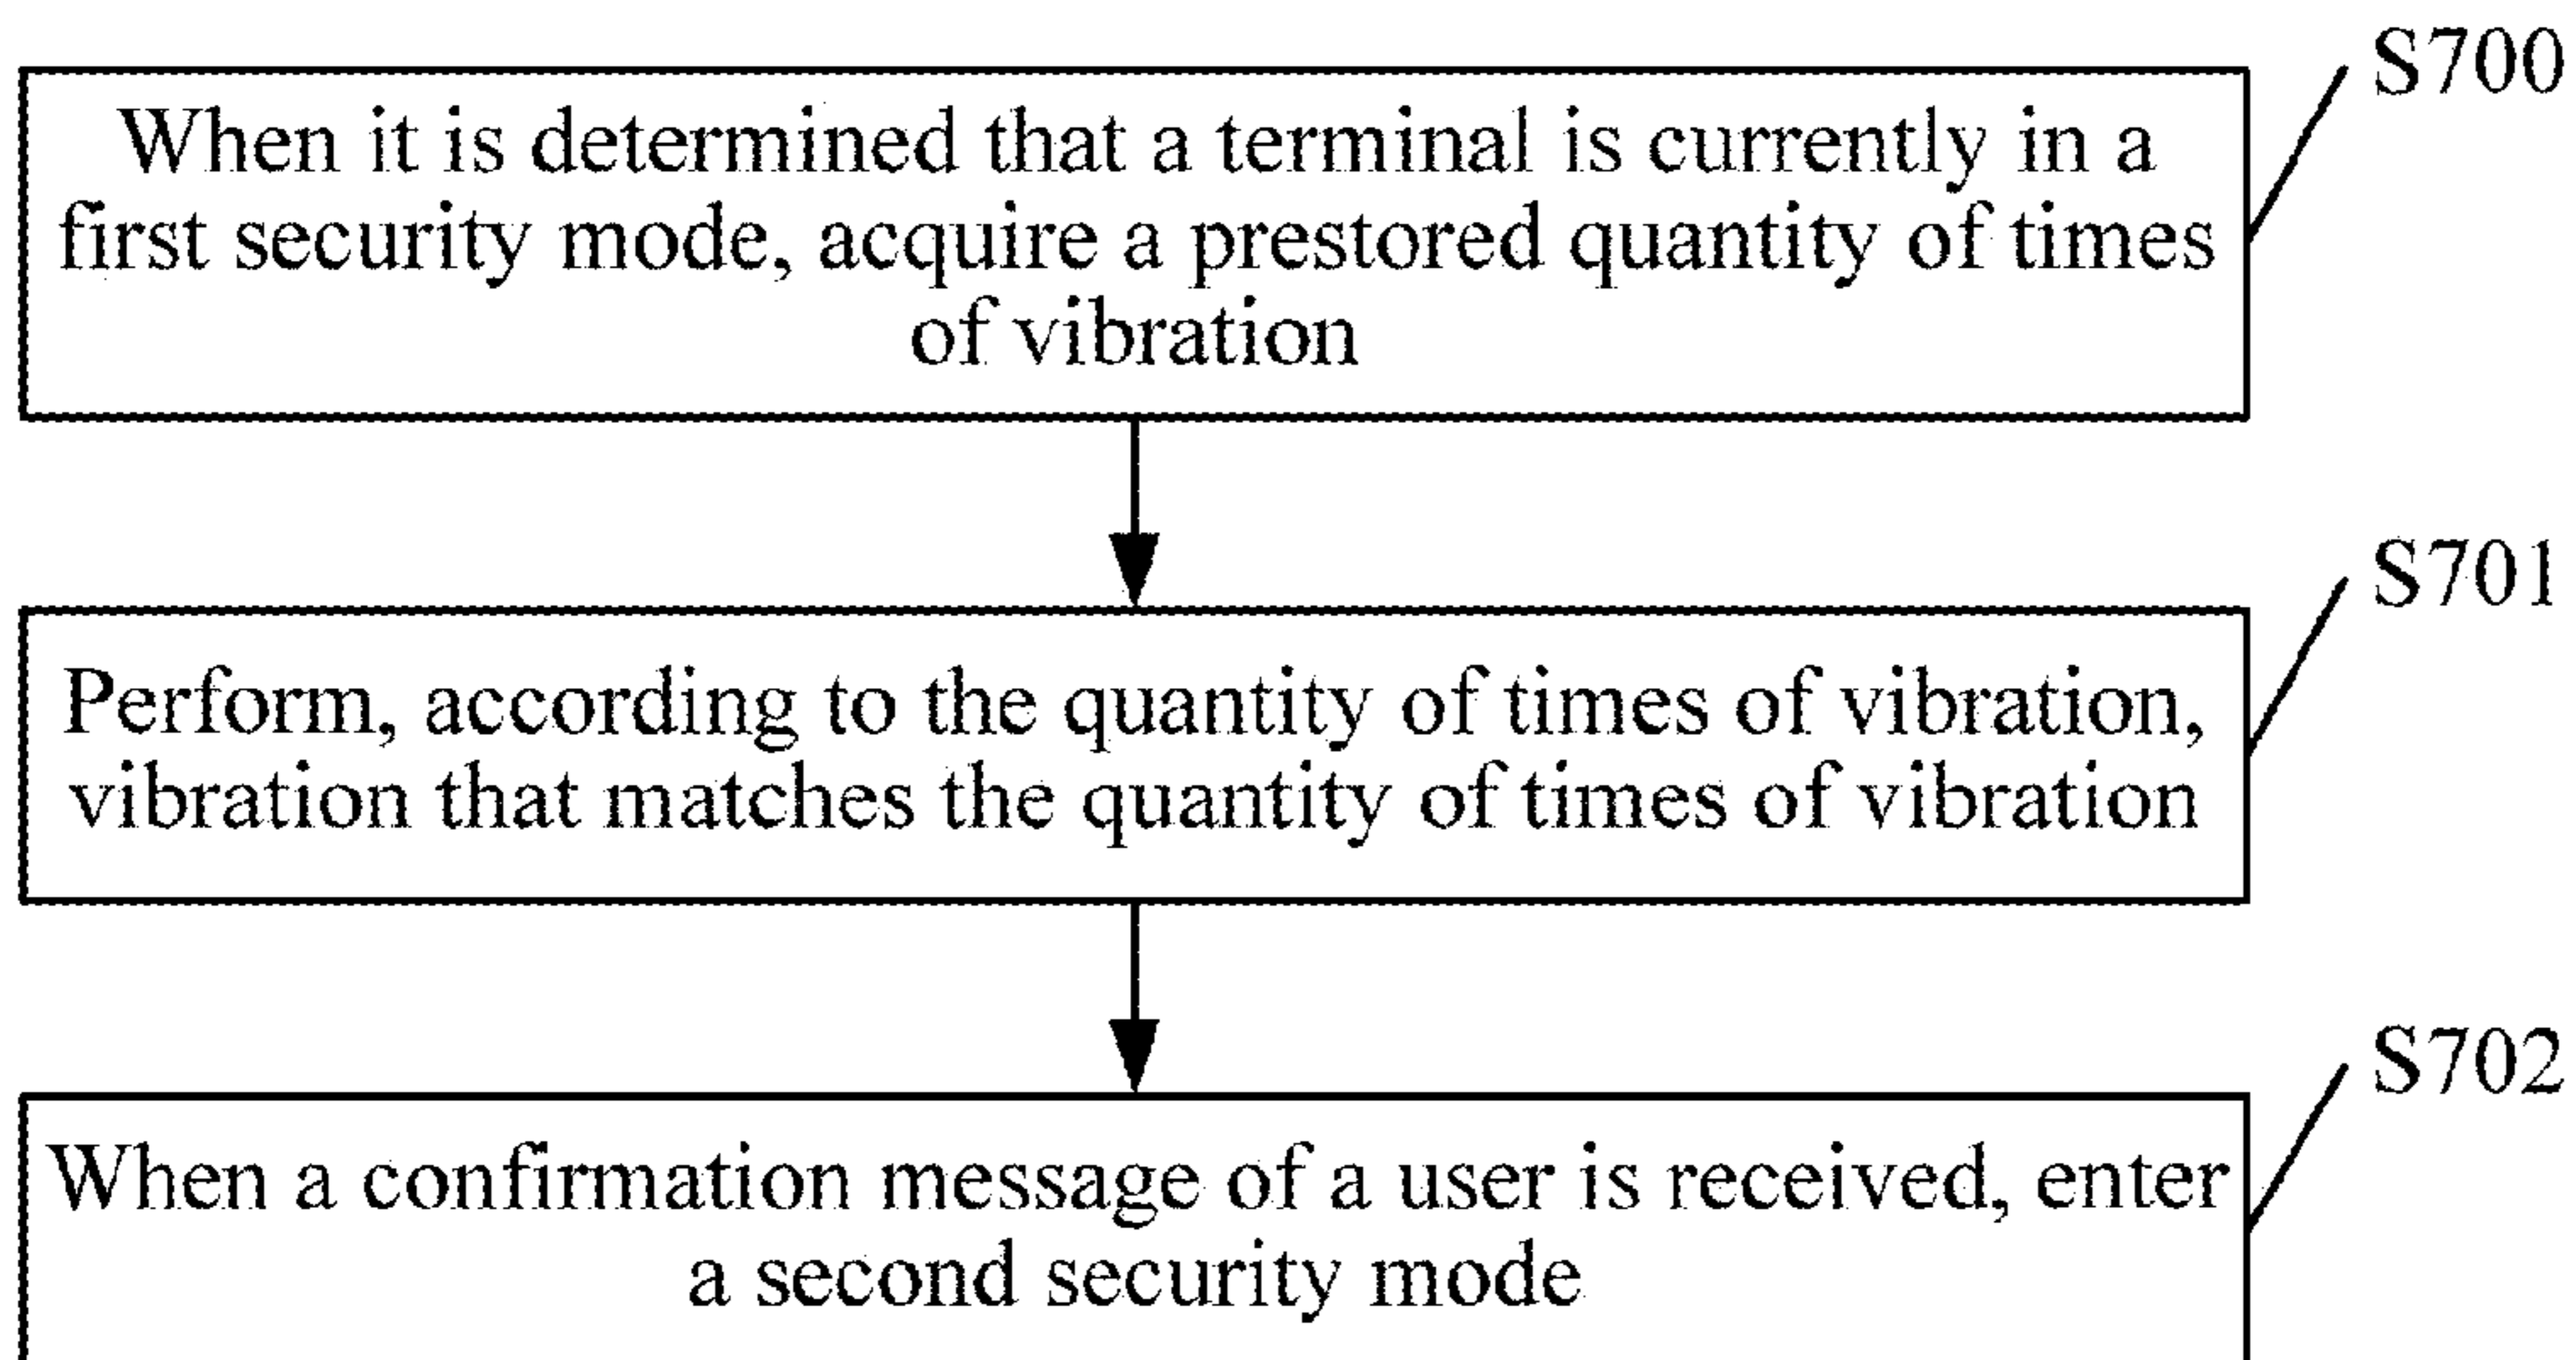 S700
When it is determined that a terminal is currently in a
first security mode, acquire a prestored quantity of times
of vibration
S701
Perform, according to the quantity of times of vibration,
vibration that matches the quantity of times of vibration
S702
When a confirmation message of a user is received, enter
a second security mode